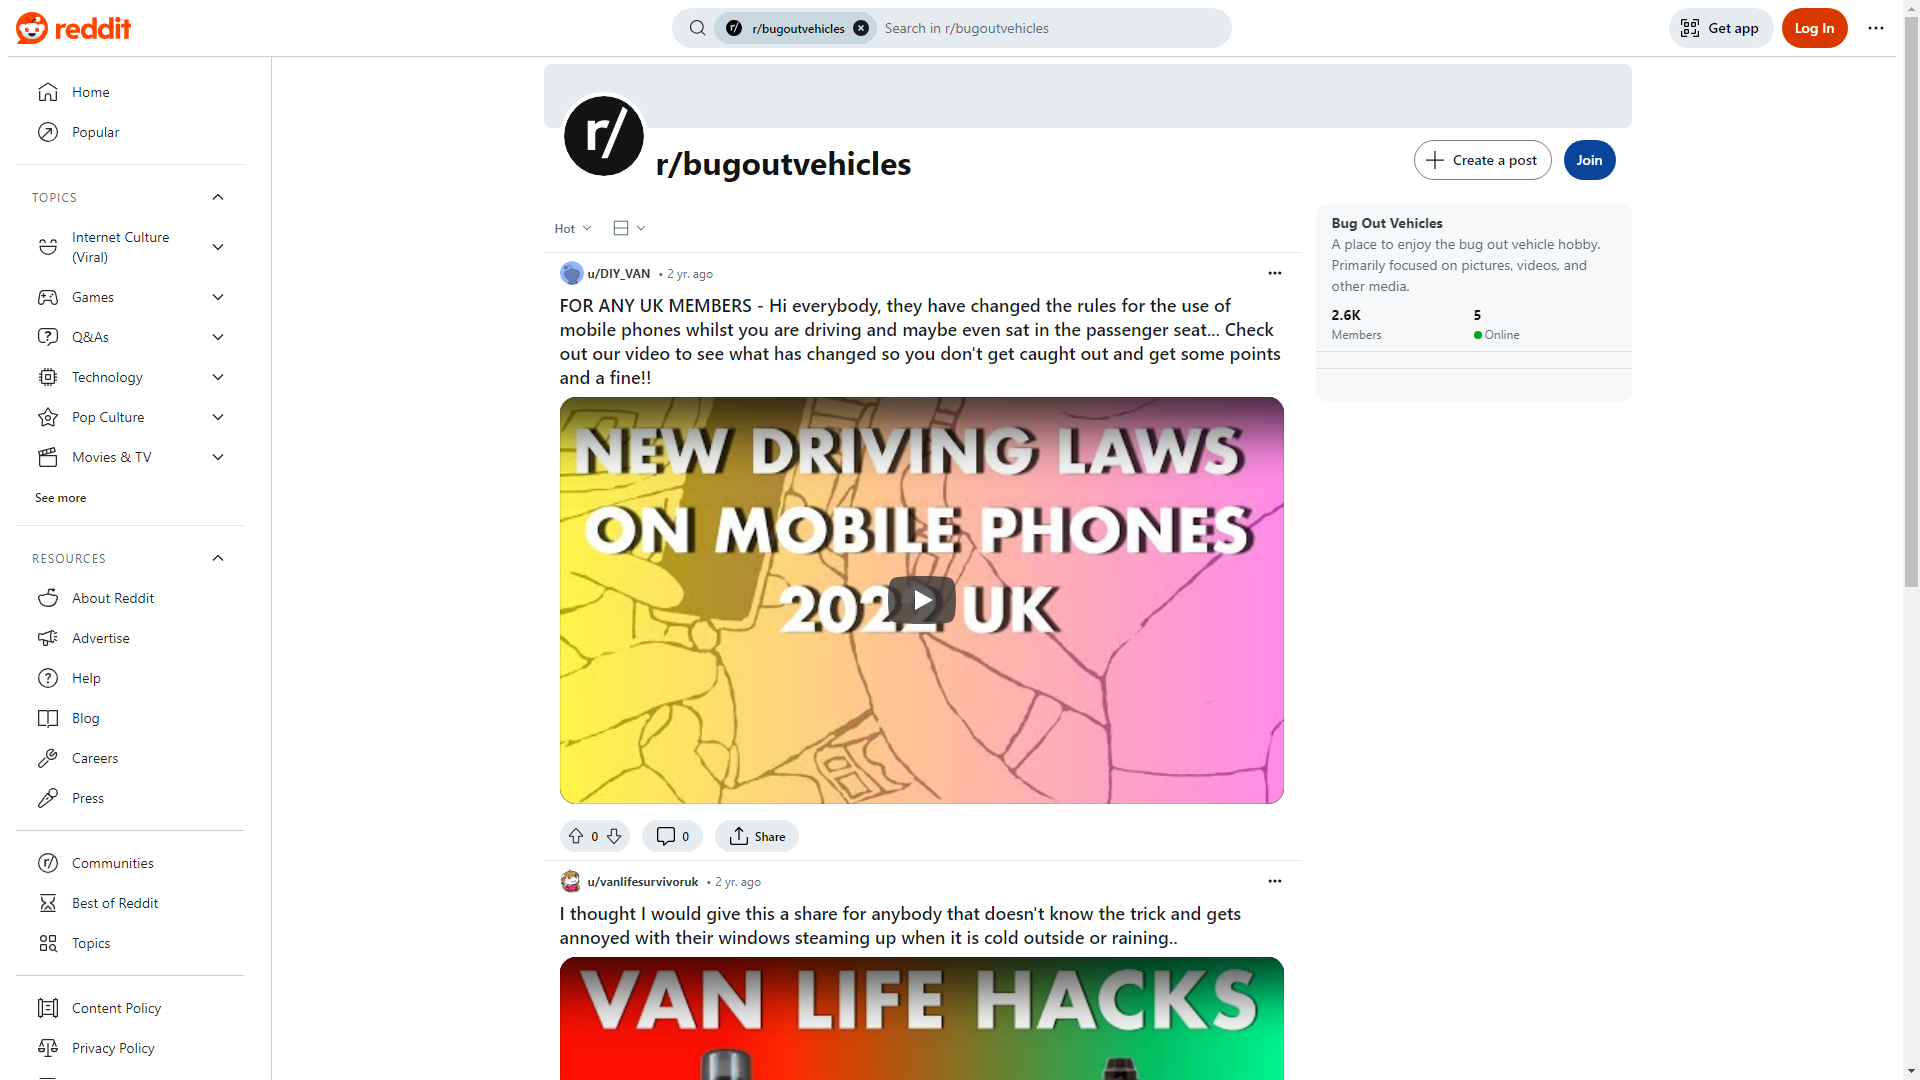 reddit
r/bugoutvehicles
Search in r/bugoutvehicles
Get app
Log In
Home
Popular
TOPICS
Internet Culture
(Viral)
Games
Q&As
Technology
Pop Culture
Movies & TV
See more
RESOURCES
About Reddit
Advertise
Help
Blog
Careers
Press
Communities
Best of Reddit
Topics
Content Policy
Privacy Policy
r/
r/bugoutvehicles
Create a post
Join
Hot
u/DIY_VAN • 2 yr. ago
FOR ANY UK MEMBERS - Hi everybody, they have changed the rules for the use of
mobile phones whilst you are driving and maybe even sat in the passenger seat... Check
out our video to see what has changed so you don't get caught out and get some points
and a fine!!
NEW DRIVING LAWS
ON MOBILE PHONES
2022 UK
0
0
Share
u/vanlifesurvivoruk • 2 yr. ago
I thought I would give this a share for anybody that doesn't know the trick and gets
annoyed with their windows steaming up when it is cold outside or raining..
VAN LIFE HACKS
Bug Out Vehicles
A place to enjoy the bug out vehicle hobby.
Primarily focused on pictures, videos, and
other media.
2.6K
Members
5
Online